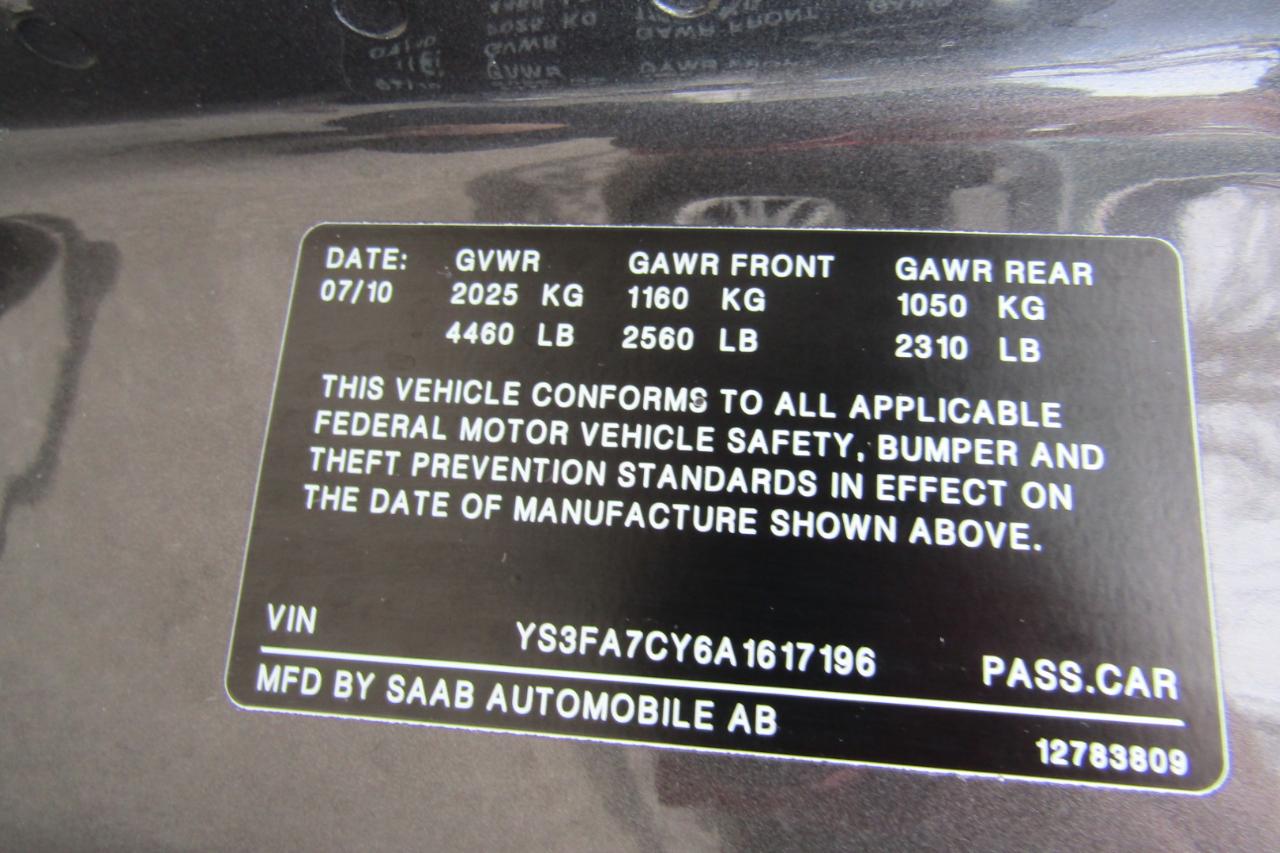 DATE: GVWR GAWR FRONT GAWR REAR
07/10 2025 KG 1160 KG 1050 KG
4460 LB 2560 LB 2310 LB
THIS VEHICLE CONFORMS TO ALL APPLICABLE
FEDERAL MOTOR VEHICLE SAFETY, BUMPER AND
THEFT PREVENTION STANDARDS IN EFFECT ON
THE DATE OF MANUFACTURE SHOWN ABOVE.
VIN YS3FA7CY6A1617196 PASS.CAR
MFD BY SAAB AUTOMOBILE AB
12783809